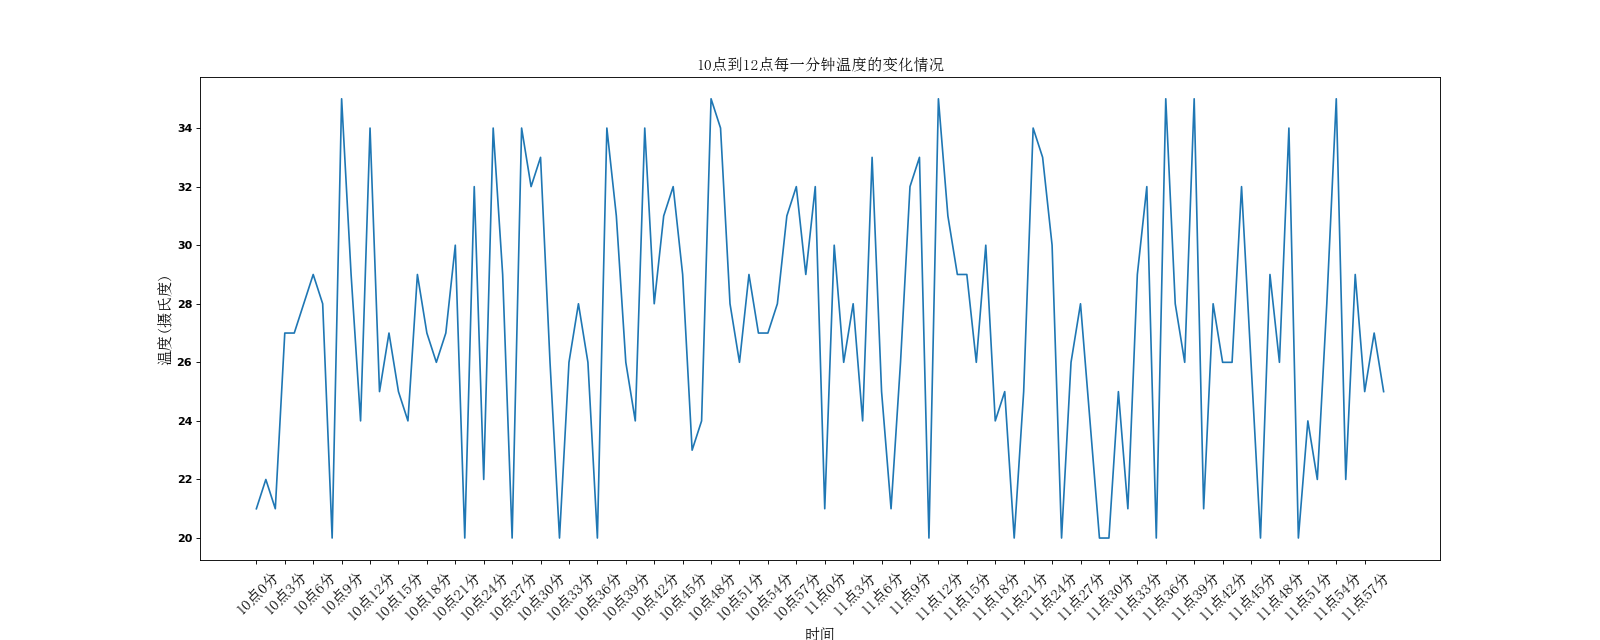 10点到12点每一分钟温度的变化情况
温度(摄氏度)
34
32
30
28
26
24
22
20
10点0分
10点3分
10点6分
10点9分
10点12分
10点15分
10点18分
10点21分
10点24分
10点27分
10点30分
10点33分
10点36分
10点39分
10点42分
10点45分
10点48分
10点51分
10点54分
10点57分
11点0分
11点3分
11点6分
11点9分
11点12分
11点15分
11点18分
11点21分
11点24分
11点27分
11点30分
11点33分
11点36分
11点39分
11点42分
11点45分
11点48分
11点51分
11点54分
11点57分
时间